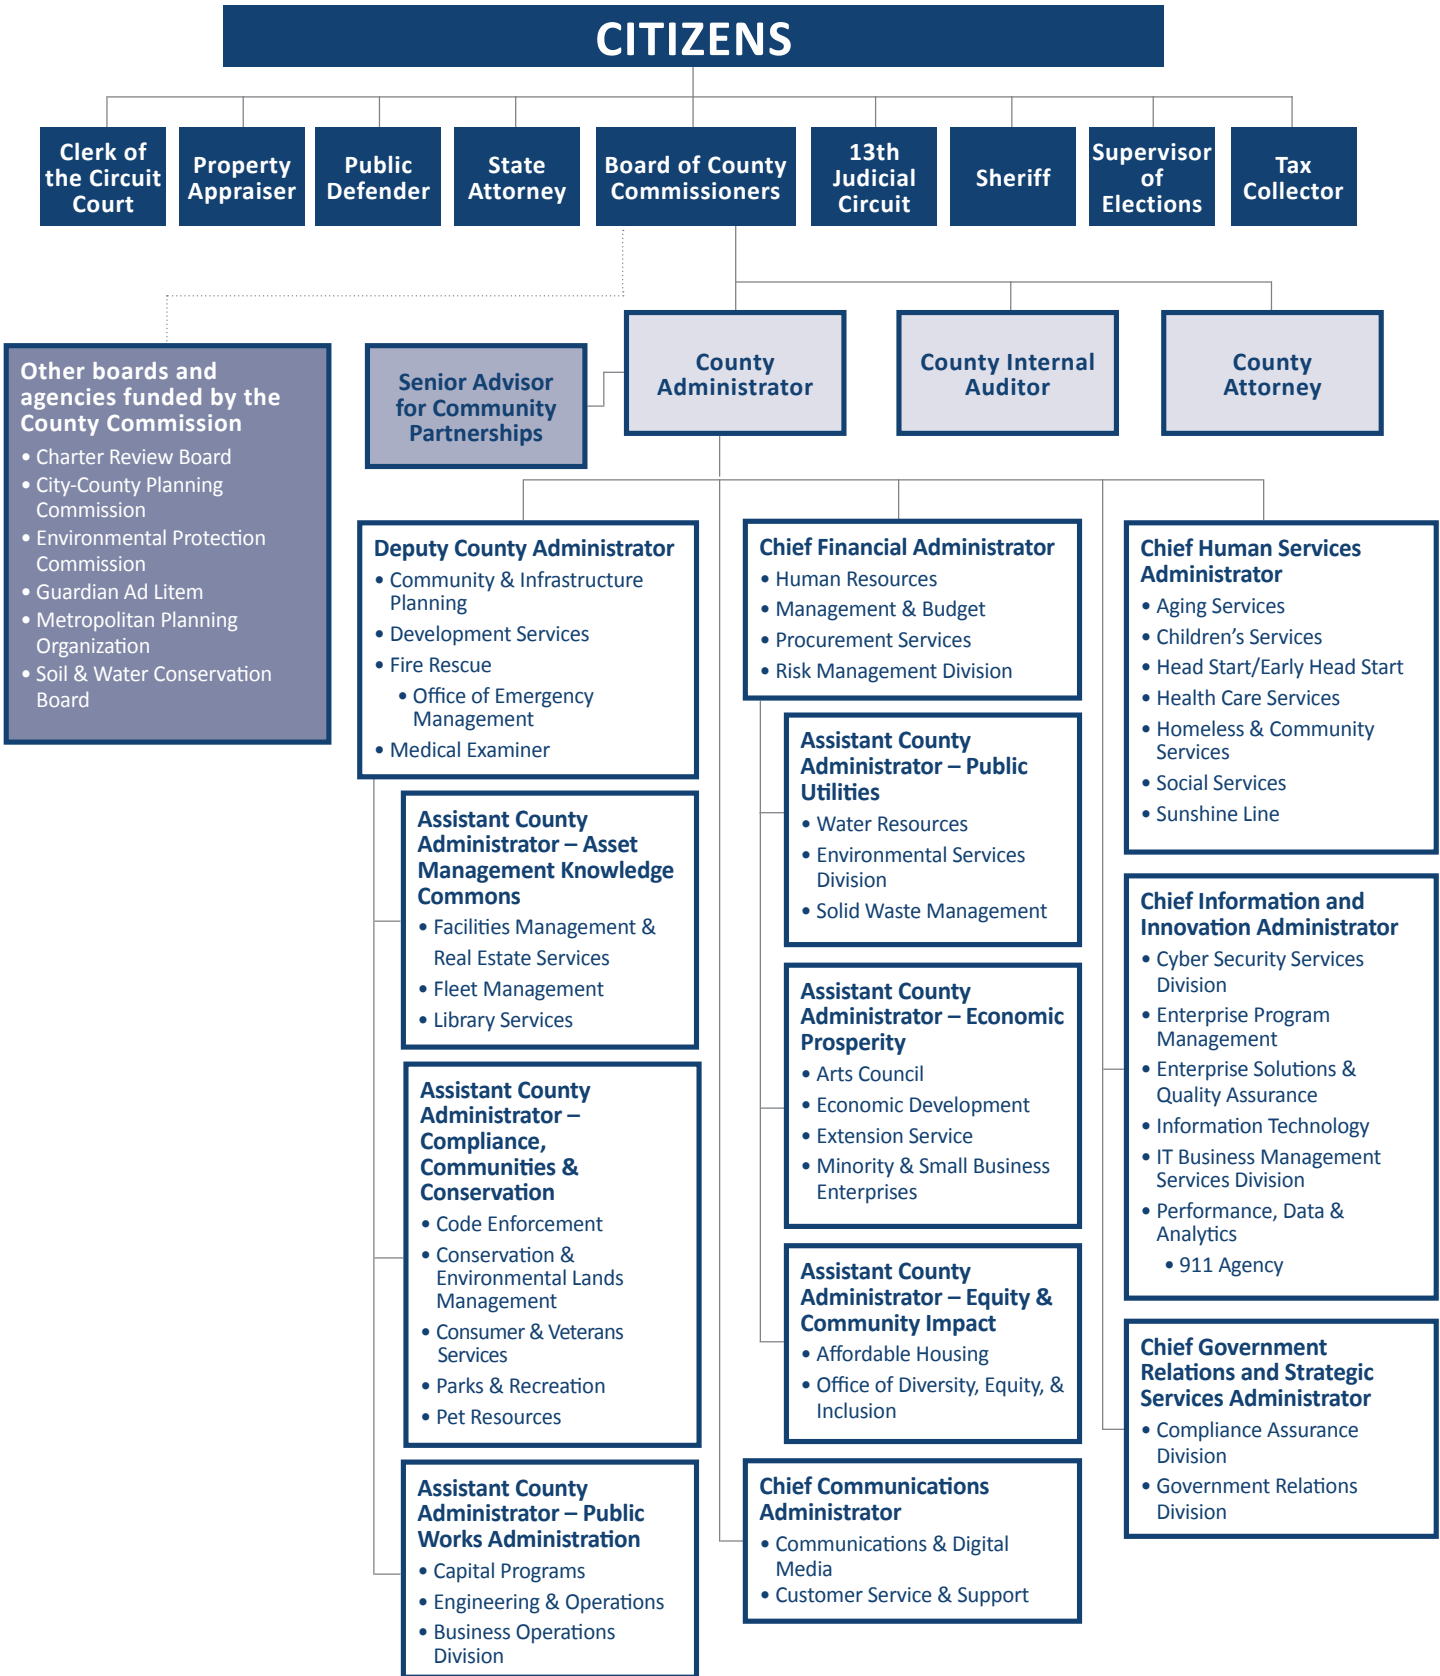 CITIZENS
Clerk of
the Circuit
Court
Property
Appraiser
Public
Defender
State
Attorney
Board of County
Commissioners
13th
Judicial
Circuit
Sheriff
Supervisor
of
Elections
Tax
Collector
Other boards and
agencies funded by the
County Commission
• Charter Review Board
• City-County Planning
Commission
• Environmental Protection
Commission
• Guardian Ad Litem
• Metropolitan Planning
Organization
• Soil & Water Conservation
Board
Senior Advisor
for Community
Partnerships
County
Administrator
County Internal
Auditor
County
Attorney
Deputy County Administrator
• Community & Infrastructure
Planning
• Development Services
• Fire Rescue
• Office of Emergency
Management
• Medical Examiner
Assistant County
Administrator – Asset
Management Knowledge
Commons
• Facilities Management &
Real Estate Services
• Fleet Management
• Library Services
Assistant County
Administrator –
Compliance,
Communities &
Conservation
• Code Enforcement
• Conservation &
Environmental Lands
Management
• Consumer & Veterans
Services
• Parks & Recreation
• Pet Resources
Assistant County
Administrator – Public
Works Administration
• Capital Programs
• Engineering & Operations
• Business Operations
Division
Chief Financial Administrator
• Human Resources
• Management & Budget
• Procurement Services
• Risk Management Division
Assistant County
Administrator – Public
Utilities
• Water Resources
• Environmental Services
Division
• Solid Waste Management
Assistant County
Administrator – Economic
Prosperity
• Arts Council
• Economic Development
• Extension Service
• Minority & Small Business
Enterprises
Assistant County
Administrator – Equity &
Community Impact
• Affordable Housing
• Office of Diversity, Equity, &
Inclusion
Chief Communications
Administrator
• Communications & Digital
Media
• Customer Service & Support
Chief Human Services
Administrator
• Aging Services
• Children’s Services
• Head Start/Early Head Start
• Health Care Services
• Homeless & Community
Services
• Social Services
• Sunshine Line
Chief Information and
Innovation Administrator
• Cyber Security Services
Division
• Enterprise Program
Management
• Enterprise Solutions &
Quality Assurance
• Information Technology
• IT Business Management
Services Division
• Performance, Data &
Analytics
• 911 Agency
Chief Government
Relations and Strategic
Services Administrator
• Compliance Assurance
Division
• Government Relations
Division